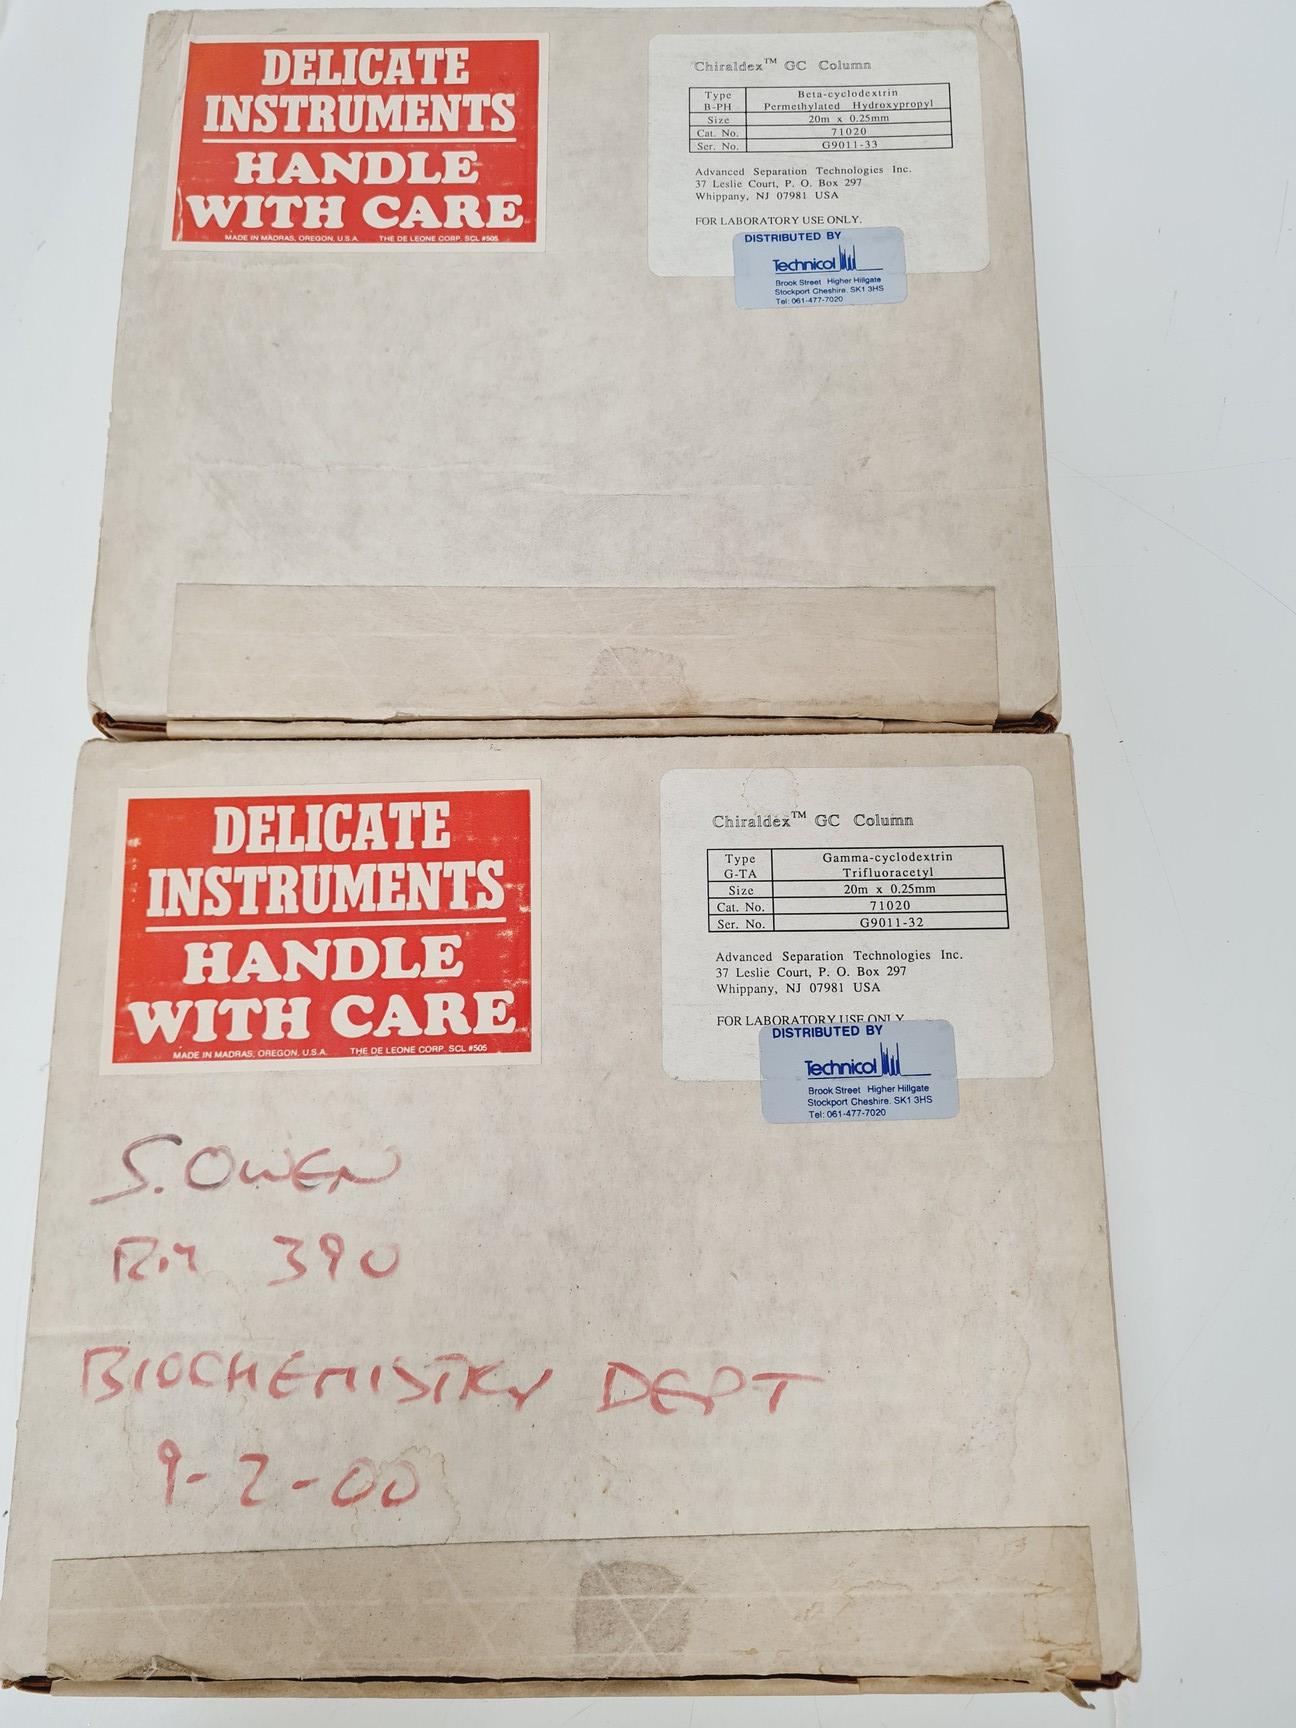 DELICATE
INSTRUMENTS
HANDLE
WITH CARE
MADE IN MADRAS, OREGON, U.S.A. THE DE LEONE CORP. SCL #505
Chiraldex™ GC Column
Type Beta-cyclodextrin
B-PH Permethylated Hydroxypropyl
Size 20m x 0.25mm
Cat. No. 71020
Ser. No. G9011-33
Advanced Separation Technologies Inc.
37 Leslie Court, P. O. Box 297
Whippany, NJ 07981 USA
FOR LABORATORY USE ONLY.
DISTRIBUTED BY
Technicol
Brook Street Higher Hillgate
Stockport Cheshire. SK1 3HS
Tel: 061-477-7020
DELICATE
INSTRUMENTS
HANDLE
WITH CARE
MADE IN MADRAS, OREGON, U.S.A. THE DE LEONE CORP. SCL #505
Chiraldex™ GC Column
Type Gamma-cyclodextrin
G-TA Trifluoracetyl
Size 20m x 0.25mm
Cat. No. 71020
Ser. No. G9011-32
Advanced Separation Technologies Inc.
37 Leslie Court, P. O. Box 297
Whippany, NJ 07981 USA
FOR LABORATORY USE ONLY
DISTRIBUTED BY
Technicol
Brook Street Higher Hillgate
Stockport Cheshire. SK1 3HS
Tel: 061-477-7020
S. OWEN
RM 390
BIOCHEMISTRY DEPT
9-2-00